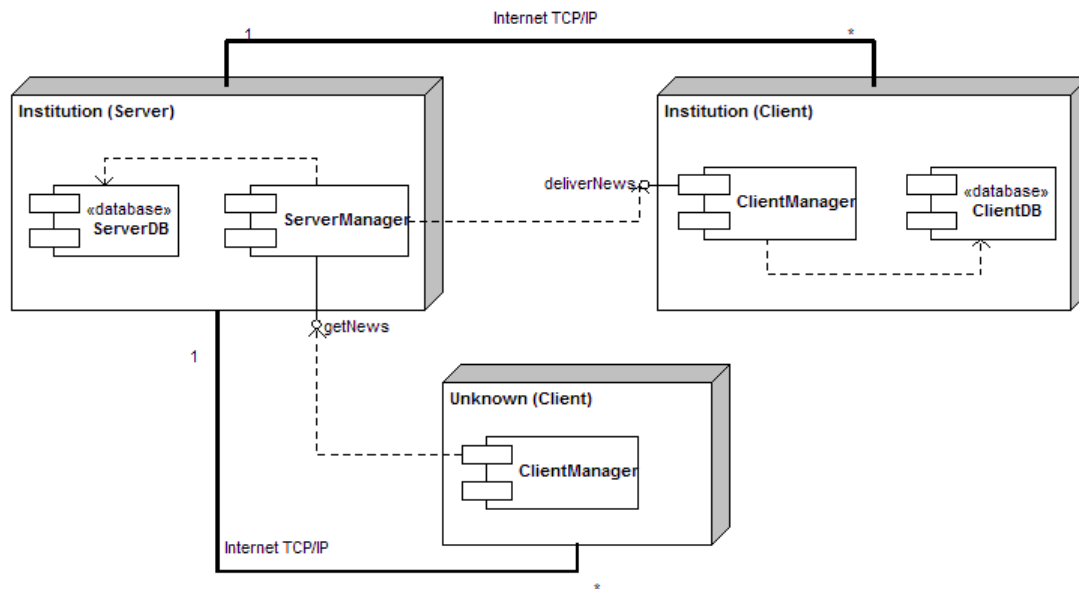 Internet TCP/IP
1
*
Institution (Server)
Institution (Client)
«database»
ServerDB
ServerManager
deliverNews
ClientManager
«database»
ClientDB
getNews
1
Unknown (Client)
ClientManager
Internet TCP/IP
*